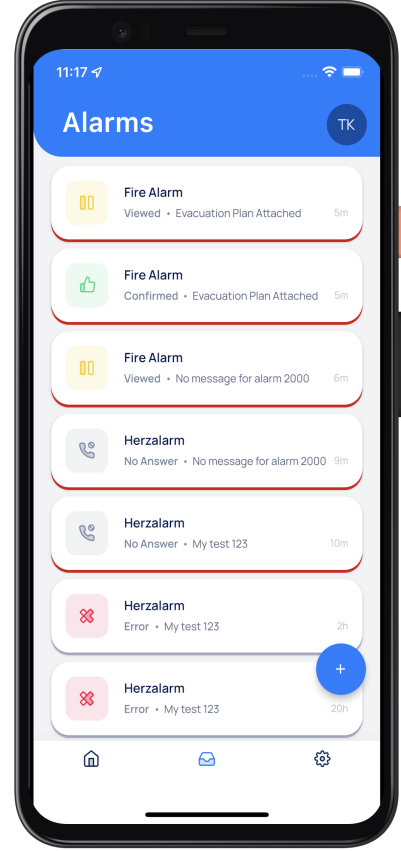 11:17
Alarms
TK
Fire Alarm
Viewed • Evacuation Plan Attached 5m
Fire Alarm
Confirmed • Evacuation Plan Attached 5m
Fire Alarm
Viewed • No message for alarm 2000 6m
Herzalarm
No Answer • No message for alarm 2000 9m
Herzalarm
No Answer • My test 123 10m
Herzalarm
Error • My test 123 2h
+
Herzalarm
Error • My test 123 20h